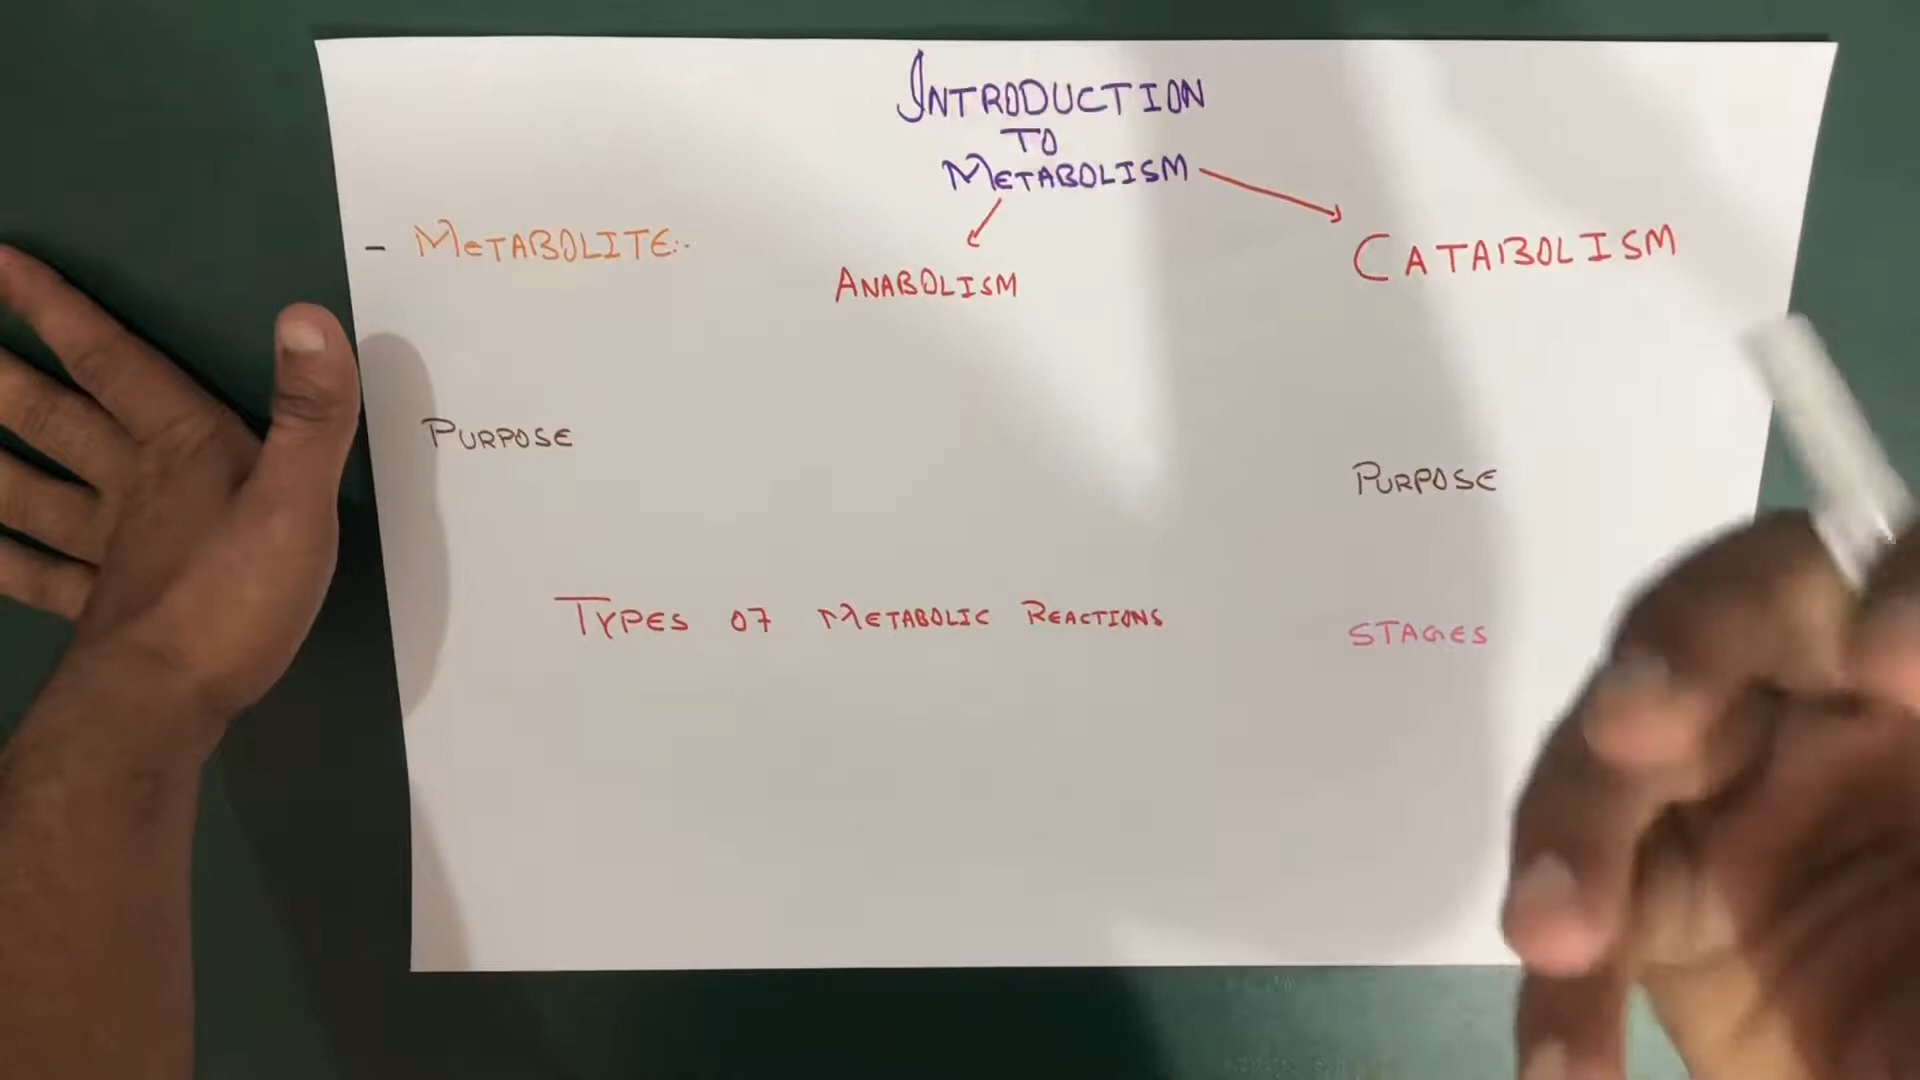 INTRODUCTION
TO
METABOLISM
- METABOLITE:-
ANABOLISM
CATABOLISM
PURPOSE
PURPOSE
TYPES OF METABOLIC REACTIONS
STAGES